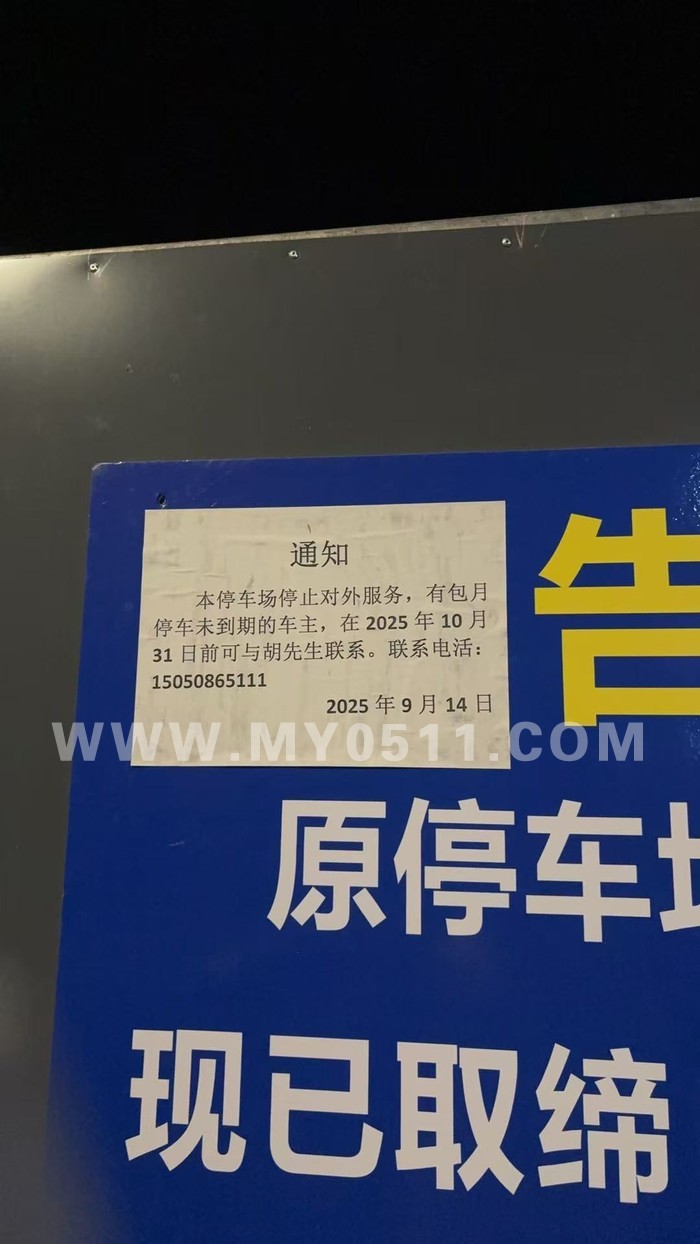 通知
本停车场停止对外服务，有包月
停车未到期的车主，在 2025 年 10 月
31 日前可与胡先生联系。联系电话：
15050865111
2025 年 9 月 14 日
告
WWW.MY0511.COM
原停车场
现已取缔